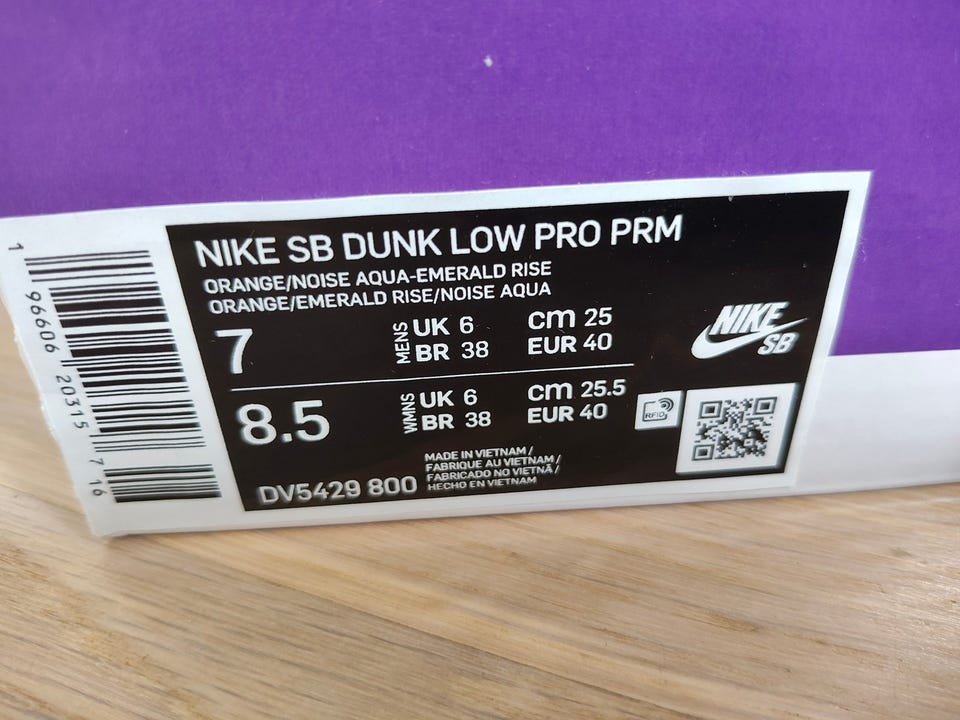 NIKE SB DUNK LOW PRO PRM
ORANGE/NOISE AQUA-EMERALD RISE
ORANGE/EMERALD RISE/NOISE AQUA
7
MENS
UK 6 cm 25
BR 38 EUR 40
8.5
WMNS
UK 6 cm 25.5
BR 38 EUR 40
MADE IN VIETNAM /
FABRIQUE AU VIETNAM /
FABRICADO NO VIETNÃ /
HECHO EN VIETNAM
DV5429 800
NIKE
SB
RFID
1 96606 20315 7 16